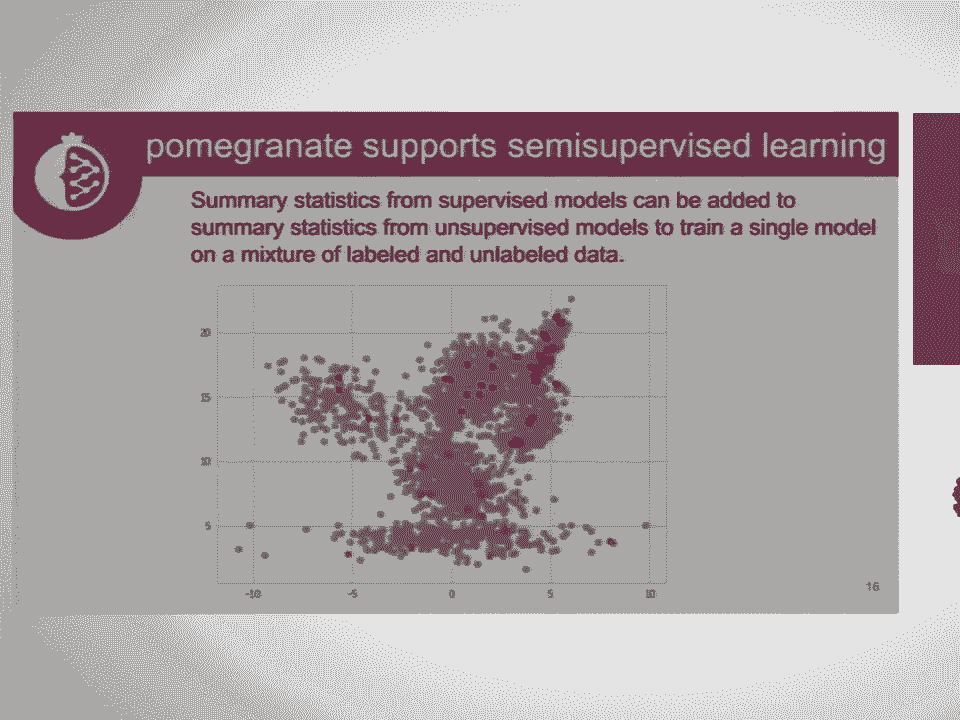 pomegranate supports semisupervised learning
Summary statistics from supervised models can be added to
summary statistics from unsupervised models to train a single model
on a mixture of labeled and unlabeled data.
20
15
10
5
-10
-5
0
5
10
16